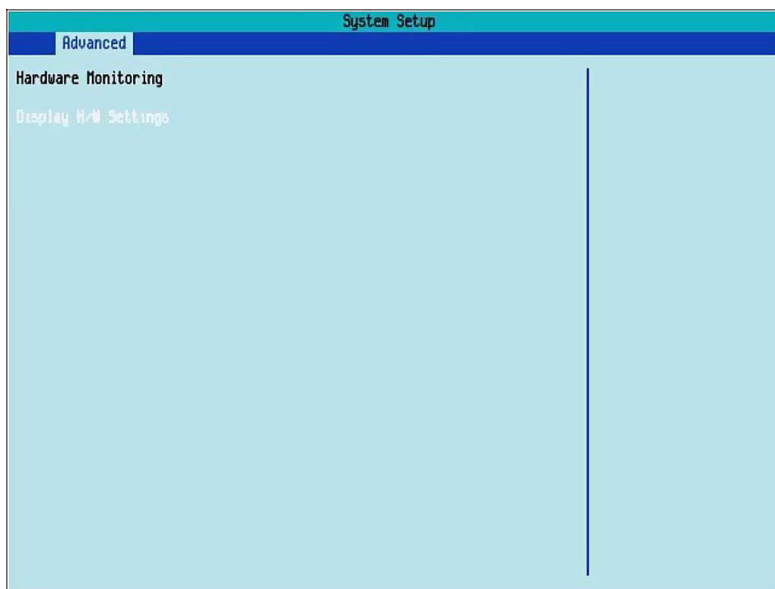 System Setup
Advanced
Hardware Monitoring
Display H/W Settings